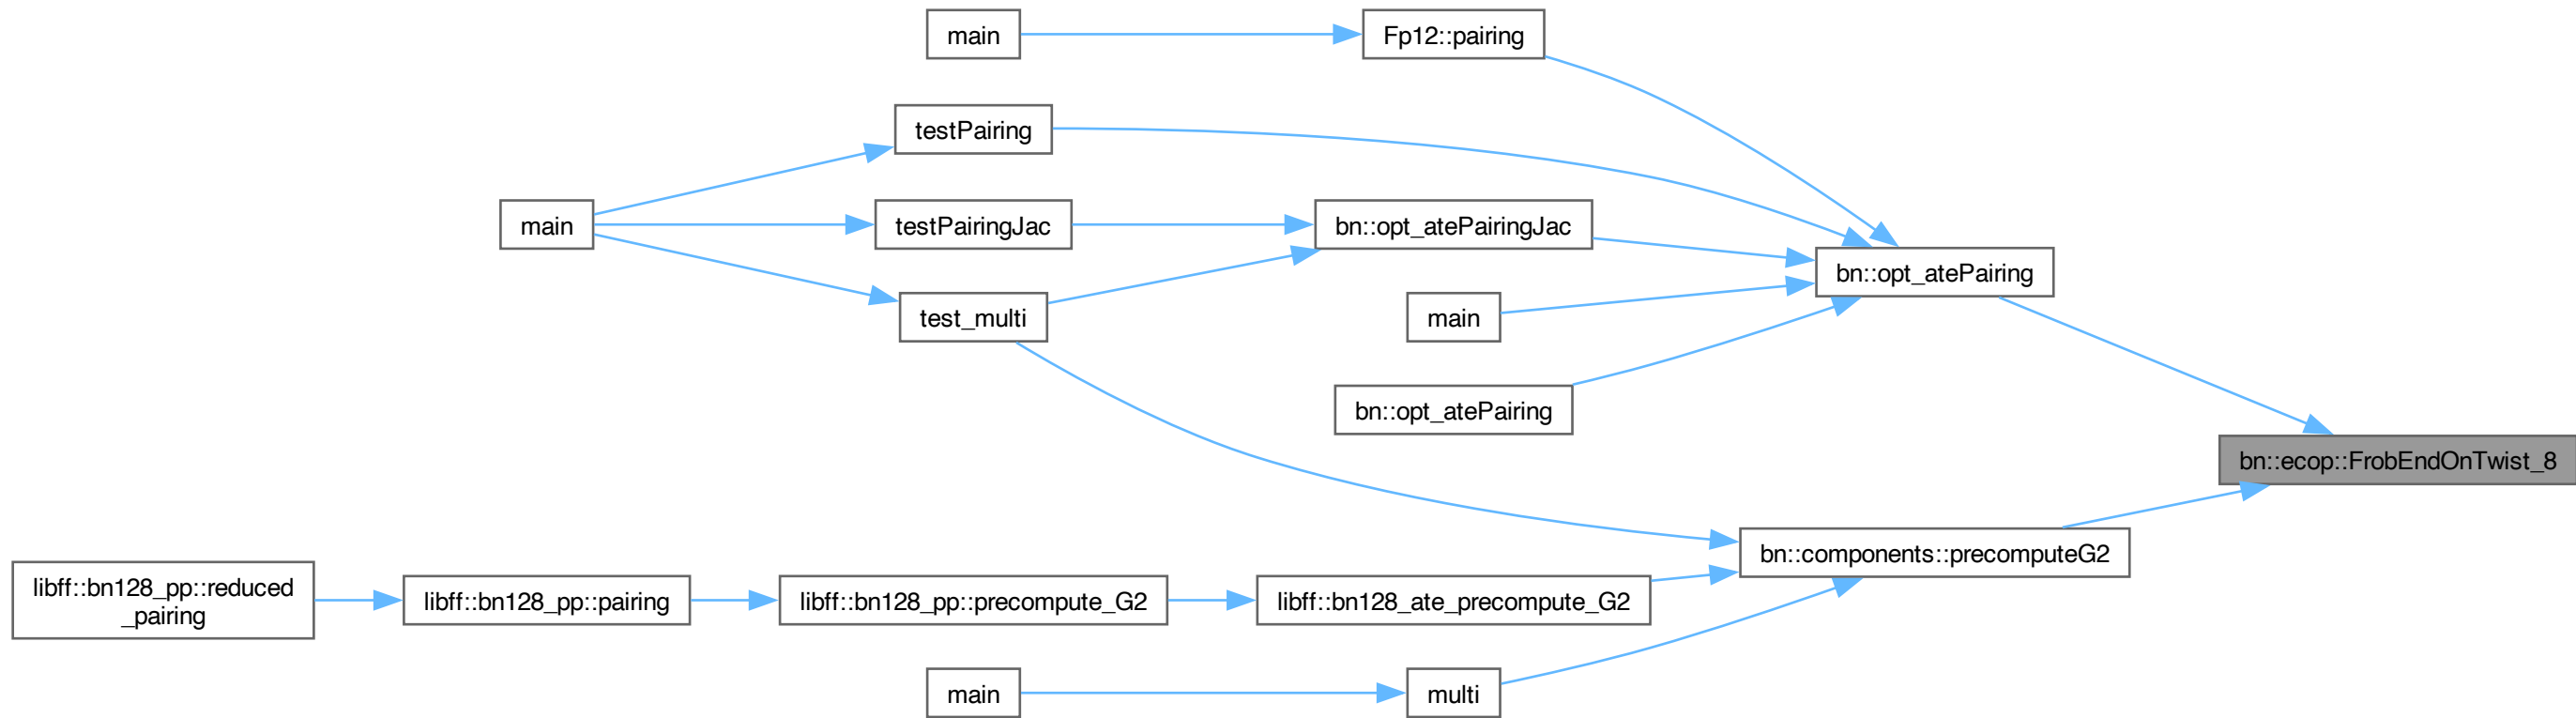 main
Fp12::pairing
testPairing
main
testPairingJac
bn::opt_atePairingJac
bn::opt_atePairing
main
test_multi
bn::opt_atePairing
bn::ecop::FrobEndOnTwist_8
bn::components::precomputeG2
libff::bn128_pp::reduced
_pairing
libff::bn128_pp::pairing
libff::bn128_pp::precompute_G2
libff::bn128_ate_precompute_G2
main
multi